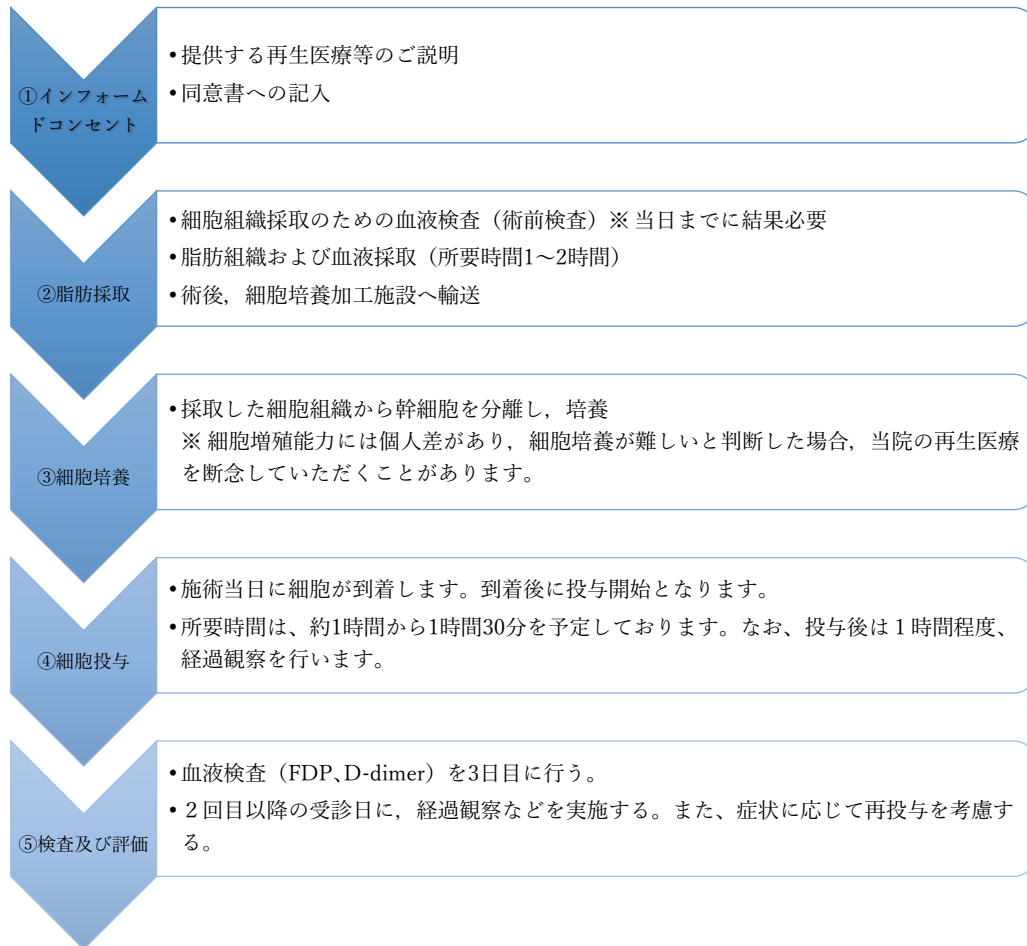 ①インフォーム
ドコンセント
•提供する再生医療等のご説明
•同意書への記入
②脂肪採取
•細胞組織採取のための血液検査（術前検査）※ 当日までに結果必要
•脂肪組織および血液採取（所要時間1～2時間）
•術後，細胞培養加工施設へ輸送
③細胞培養
•採取した細胞組織から幹細胞を分離し，培養
※ 細胞増殖能力には個人差があり，細胞培養が難しいと判断した場合，当院の再生医療
を断念していただくことがあります。
④細胞投与
•施術当日に細胞が到着します。到着後に投与開始となります。
•所要時間は、約1時間から1時間30分を予定しております。なお、投与後は１時間程度、
経過観察を行います。
⑤検査及び評価
•血液検査（FDP、D-dimer）を3日目に行う。
•２回目以降の受診日に，経過観察などを実施する。また、症状に応じて再投与を考慮す
る。